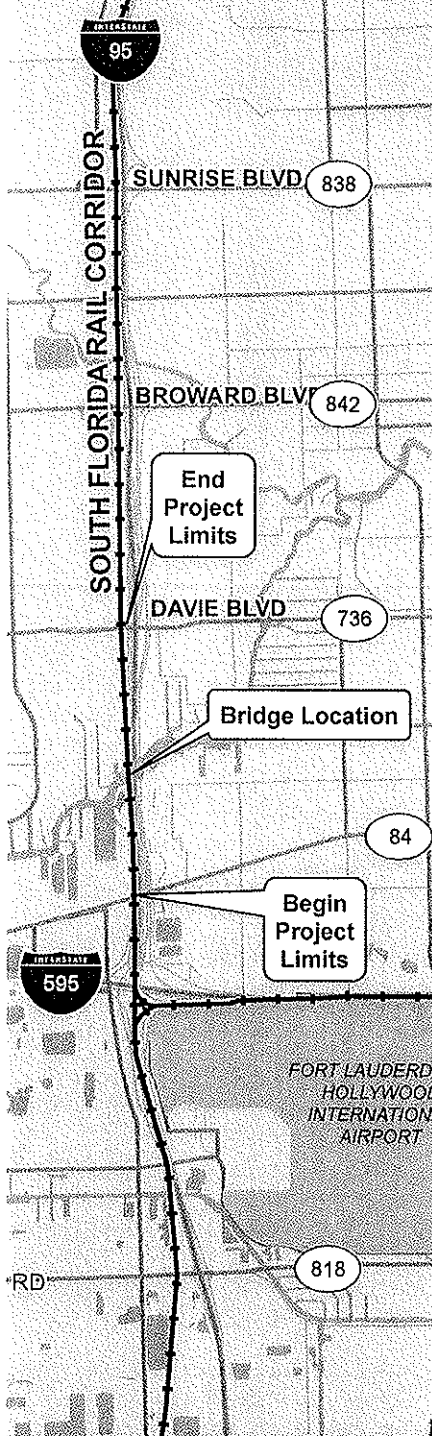 INTERSTATE
95
SOUTH FLORIDA RAIL CORRIDOR
SUNRISE BLVD
838
BROWARD BLVD
842
End
Project
Limits
DAVIE BLVD
736
Bridge Location
84
Begin
Project
Limits
INTERSTATE
595
FORT LAUDERD
HOLLYWOOD
INTERNATION
AIRPORT
818
RD